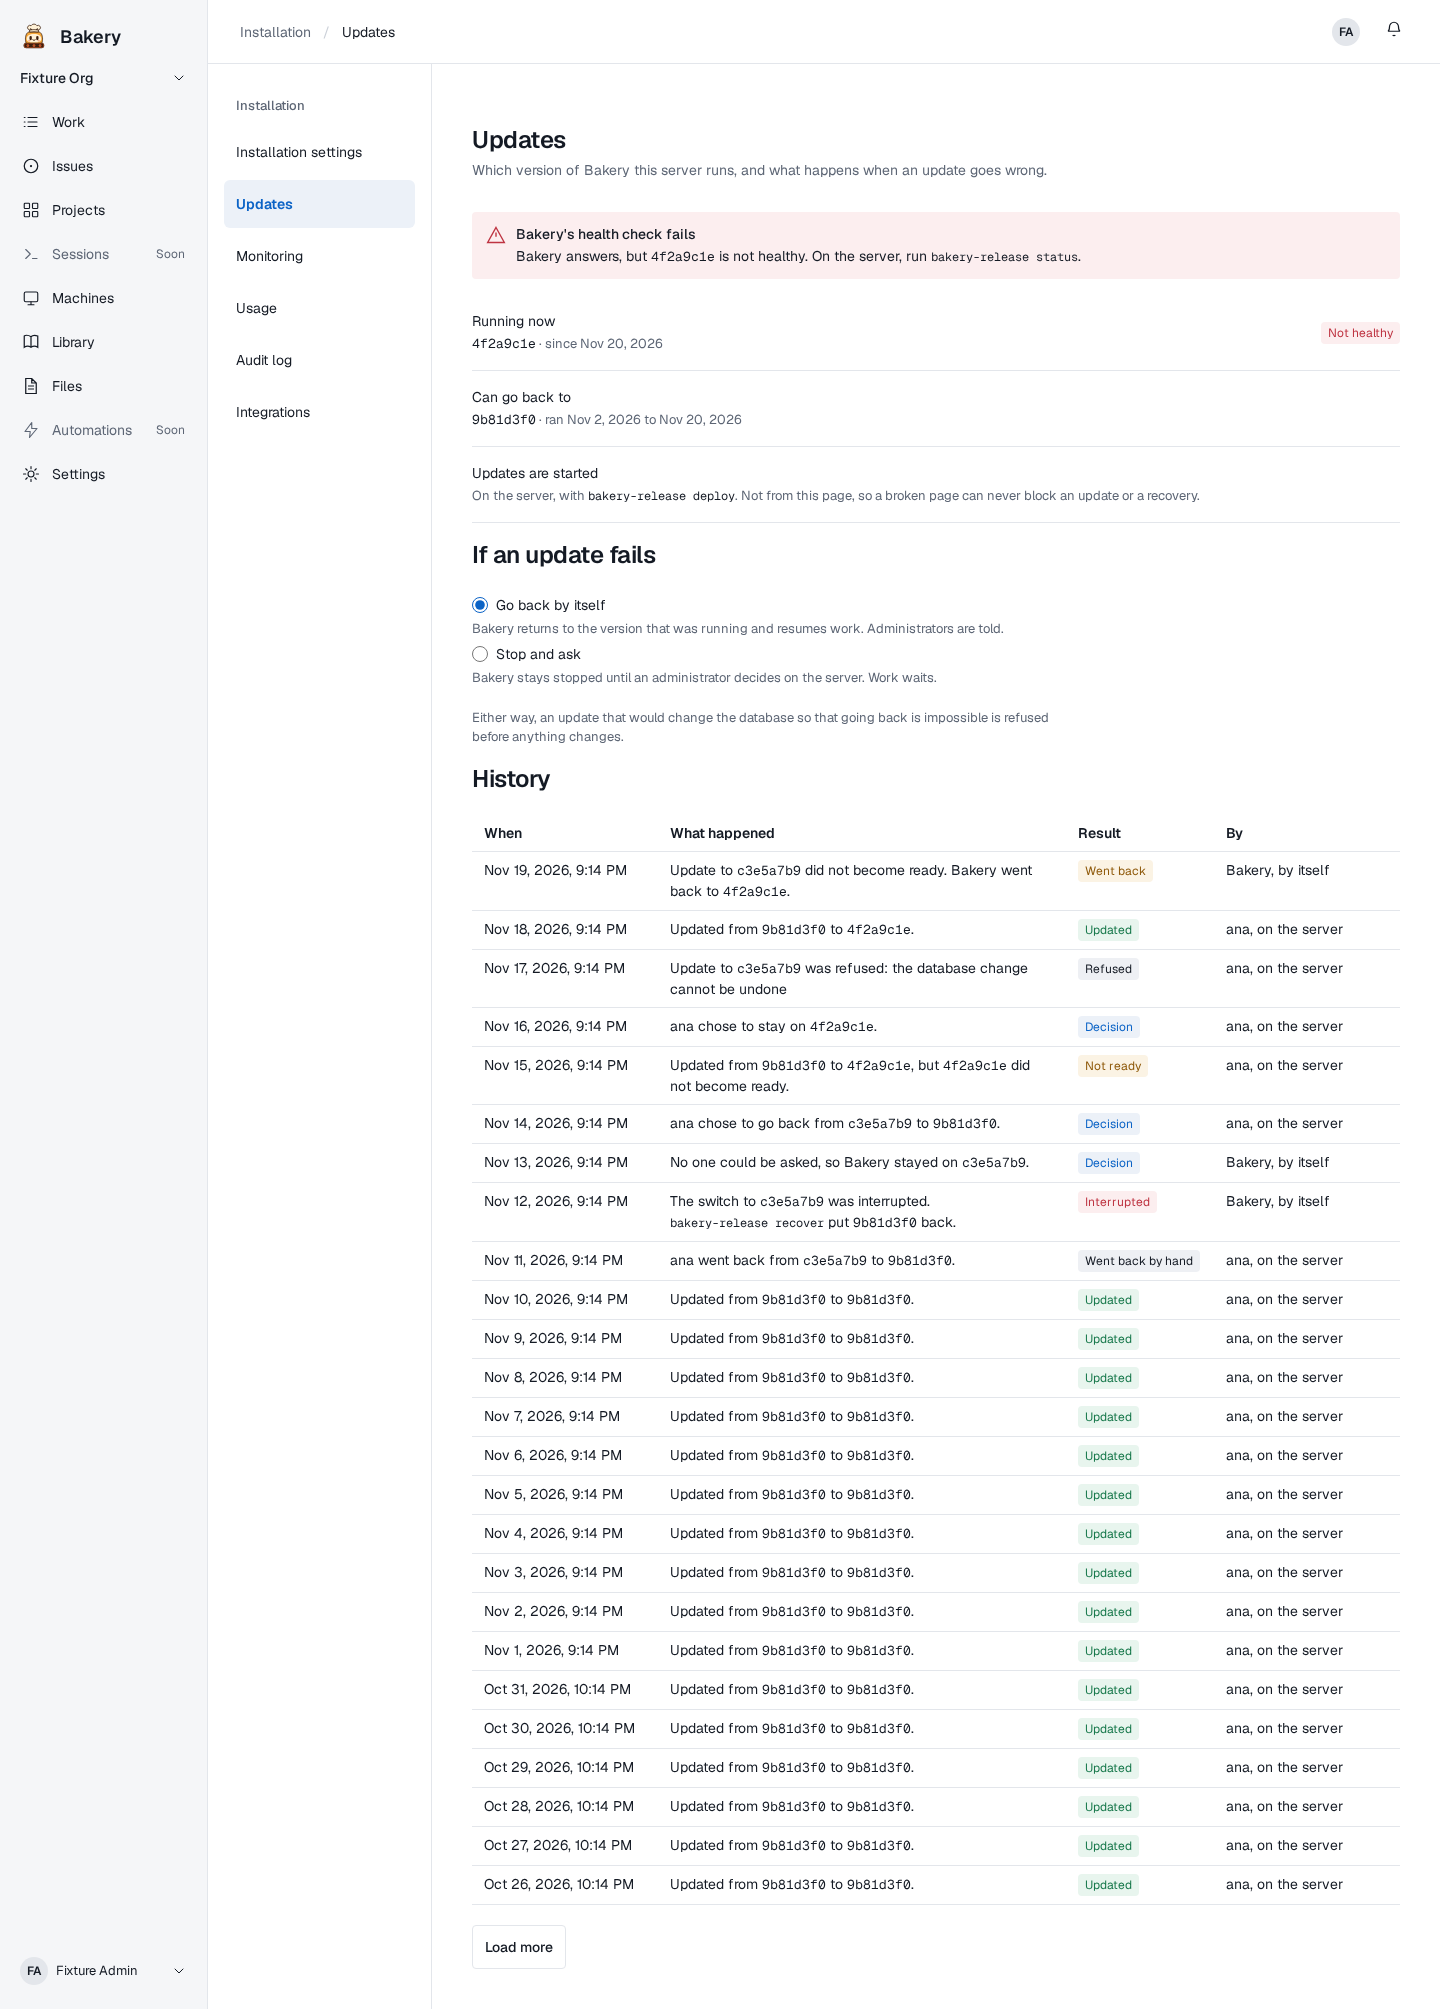 Bakery
Fixture Org
Work
Issues
Projects
Sessions Soon
Machines
Library
Files
Automations Soon
Settings
FA Fixture Admin
Installation / Updates
FA
Installation
Installation settings
Updates
Monitoring
Usage
Audit log
Integrations
Updates
Which version of Bakery this server runs, and what happens when an update goes wrong.
Bakery's health check fails
Bakery answers, but 4f2a9c1e is not healthy. On the server, run bakery-release status.
Running now
4f2a9c1e · since Nov 20, 2026
Not healthy
Can go back to
9b81d3f0 · ran Nov 2, 2026 to Nov 20, 2026
Updates are started
On the server, with bakery-release deploy. Not from this page, so a broken page can never block an update or a recovery.
If an update fails
Go back by itself
Bakery returns to the version that was running and resumes work. Administrators are told.
Stop and ask
Bakery stays stopped until an administrator decides on the server. Work waits.
Either way, an update that would change the database so that going back is impossible is refused
before anything changes.
History
When What happened Result By
Nov 19, 2026, 9:14 PM Update to c3e5a7b9 did not become ready. Bakery went Went back Bakery, by itself
back to 4f2a9c1e.
Nov 18, 2026, 9:14 PM Updated from 9b81d3f0 to 4f2a9c1e. Updated ana, on the server
Nov 17, 2026, 9:14 PM Update to c3e5a7b9 was refused: the database change Refused ana, on the server
cannot be undone
Nov 16, 2026, 9:14 PM ana chose to stay on 4f2a9c1e. Decision ana, on the server
Nov 15, 2026, 9:14 PM Updated from 9b81d3f0 to 4f2a9c1e, but 4f2a9c1e did Not ready ana, on the server
not become ready.
Nov 14, 2026, 9:14 PM ana chose to go back from c3e5a7b9 to 9b81d3f0. Decision ana, on the server
Nov 13, 2026, 9:14 PM No one could be asked, so Bakery stayed on c3e5a7b9. Decision Bakery, by itself
Nov 12, 2026, 9:14 PM The switch to c3e5a7b9 was interrupted. Interrupted Bakery, by itself
bakery-release recover put 9b81d3f0 back.
Nov 11, 2026, 9:14 PM ana went back from c3e5a7b9 to 9b81d3f0. Went back by hand ana, on the server
Nov 10, 2026, 9:14 PM Updated from 9b81d3f0 to 9b81d3f0. Updated ana, on the server
Nov 9, 2026, 9:14 PM Updated from 9b81d3f0 to 9b81d3f0. Updated ana, on the server
Nov 8, 2026, 9:14 PM Updated from 9b81d3f0 to 9b81d3f0. Updated ana, on the server
Nov 7, 2026, 9:14 PM Updated from 9b81d3f0 to 9b81d3f0. Updated ana, on the server
Nov 6, 2026, 9:14 PM Updated from 9b81d3f0 to 9b81d3f0. Updated ana, on the server
Nov 5, 2026, 9:14 PM Updated from 9b81d3f0 to 9b81d3f0. Updated ana, on the server
Nov 4, 2026, 9:14 PM Updated from 9b81d3f0 to 9b81d3f0. Updated ana, on the server
Nov 3, 2026, 9:14 PM Updated from 9b81d3f0 to 9b81d3f0. Updated ana, on the server
Nov 2, 2026, 9:14 PM Updated from 9b81d3f0 to 9b81d3f0. Updated ana, on the server
Nov 1, 2026, 9:14 PM Updated from 9b81d3f0 to 9b81d3f0. Updated ana, on the server
Oct 31, 2026, 10:14 PM Updated from 9b81d3f0 to 9b81d3f0. Updated ana, on the server
Oct 30, 2026, 10:14 PM Updated from 9b81d3f0 to 9b81d3f0. Updated ana, on the server
Oct 29, 2026, 10:14 PM Updated from 9b81d3f0 to 9b81d3f0. Updated ana, on the server
Oct 28, 2026, 10:14 PM Updated from 9b81d3f0 to 9b81d3f0. Updated ana, on the server
Oct 27, 2026, 10:14 PM Updated from 9b81d3f0 to 9b81d3f0. Updated ana, on the server
Oct 26, 2026, 10:14 PM Updated from 9b81d3f0 to 9b81d3f0. Updated ana, on the server
Load more